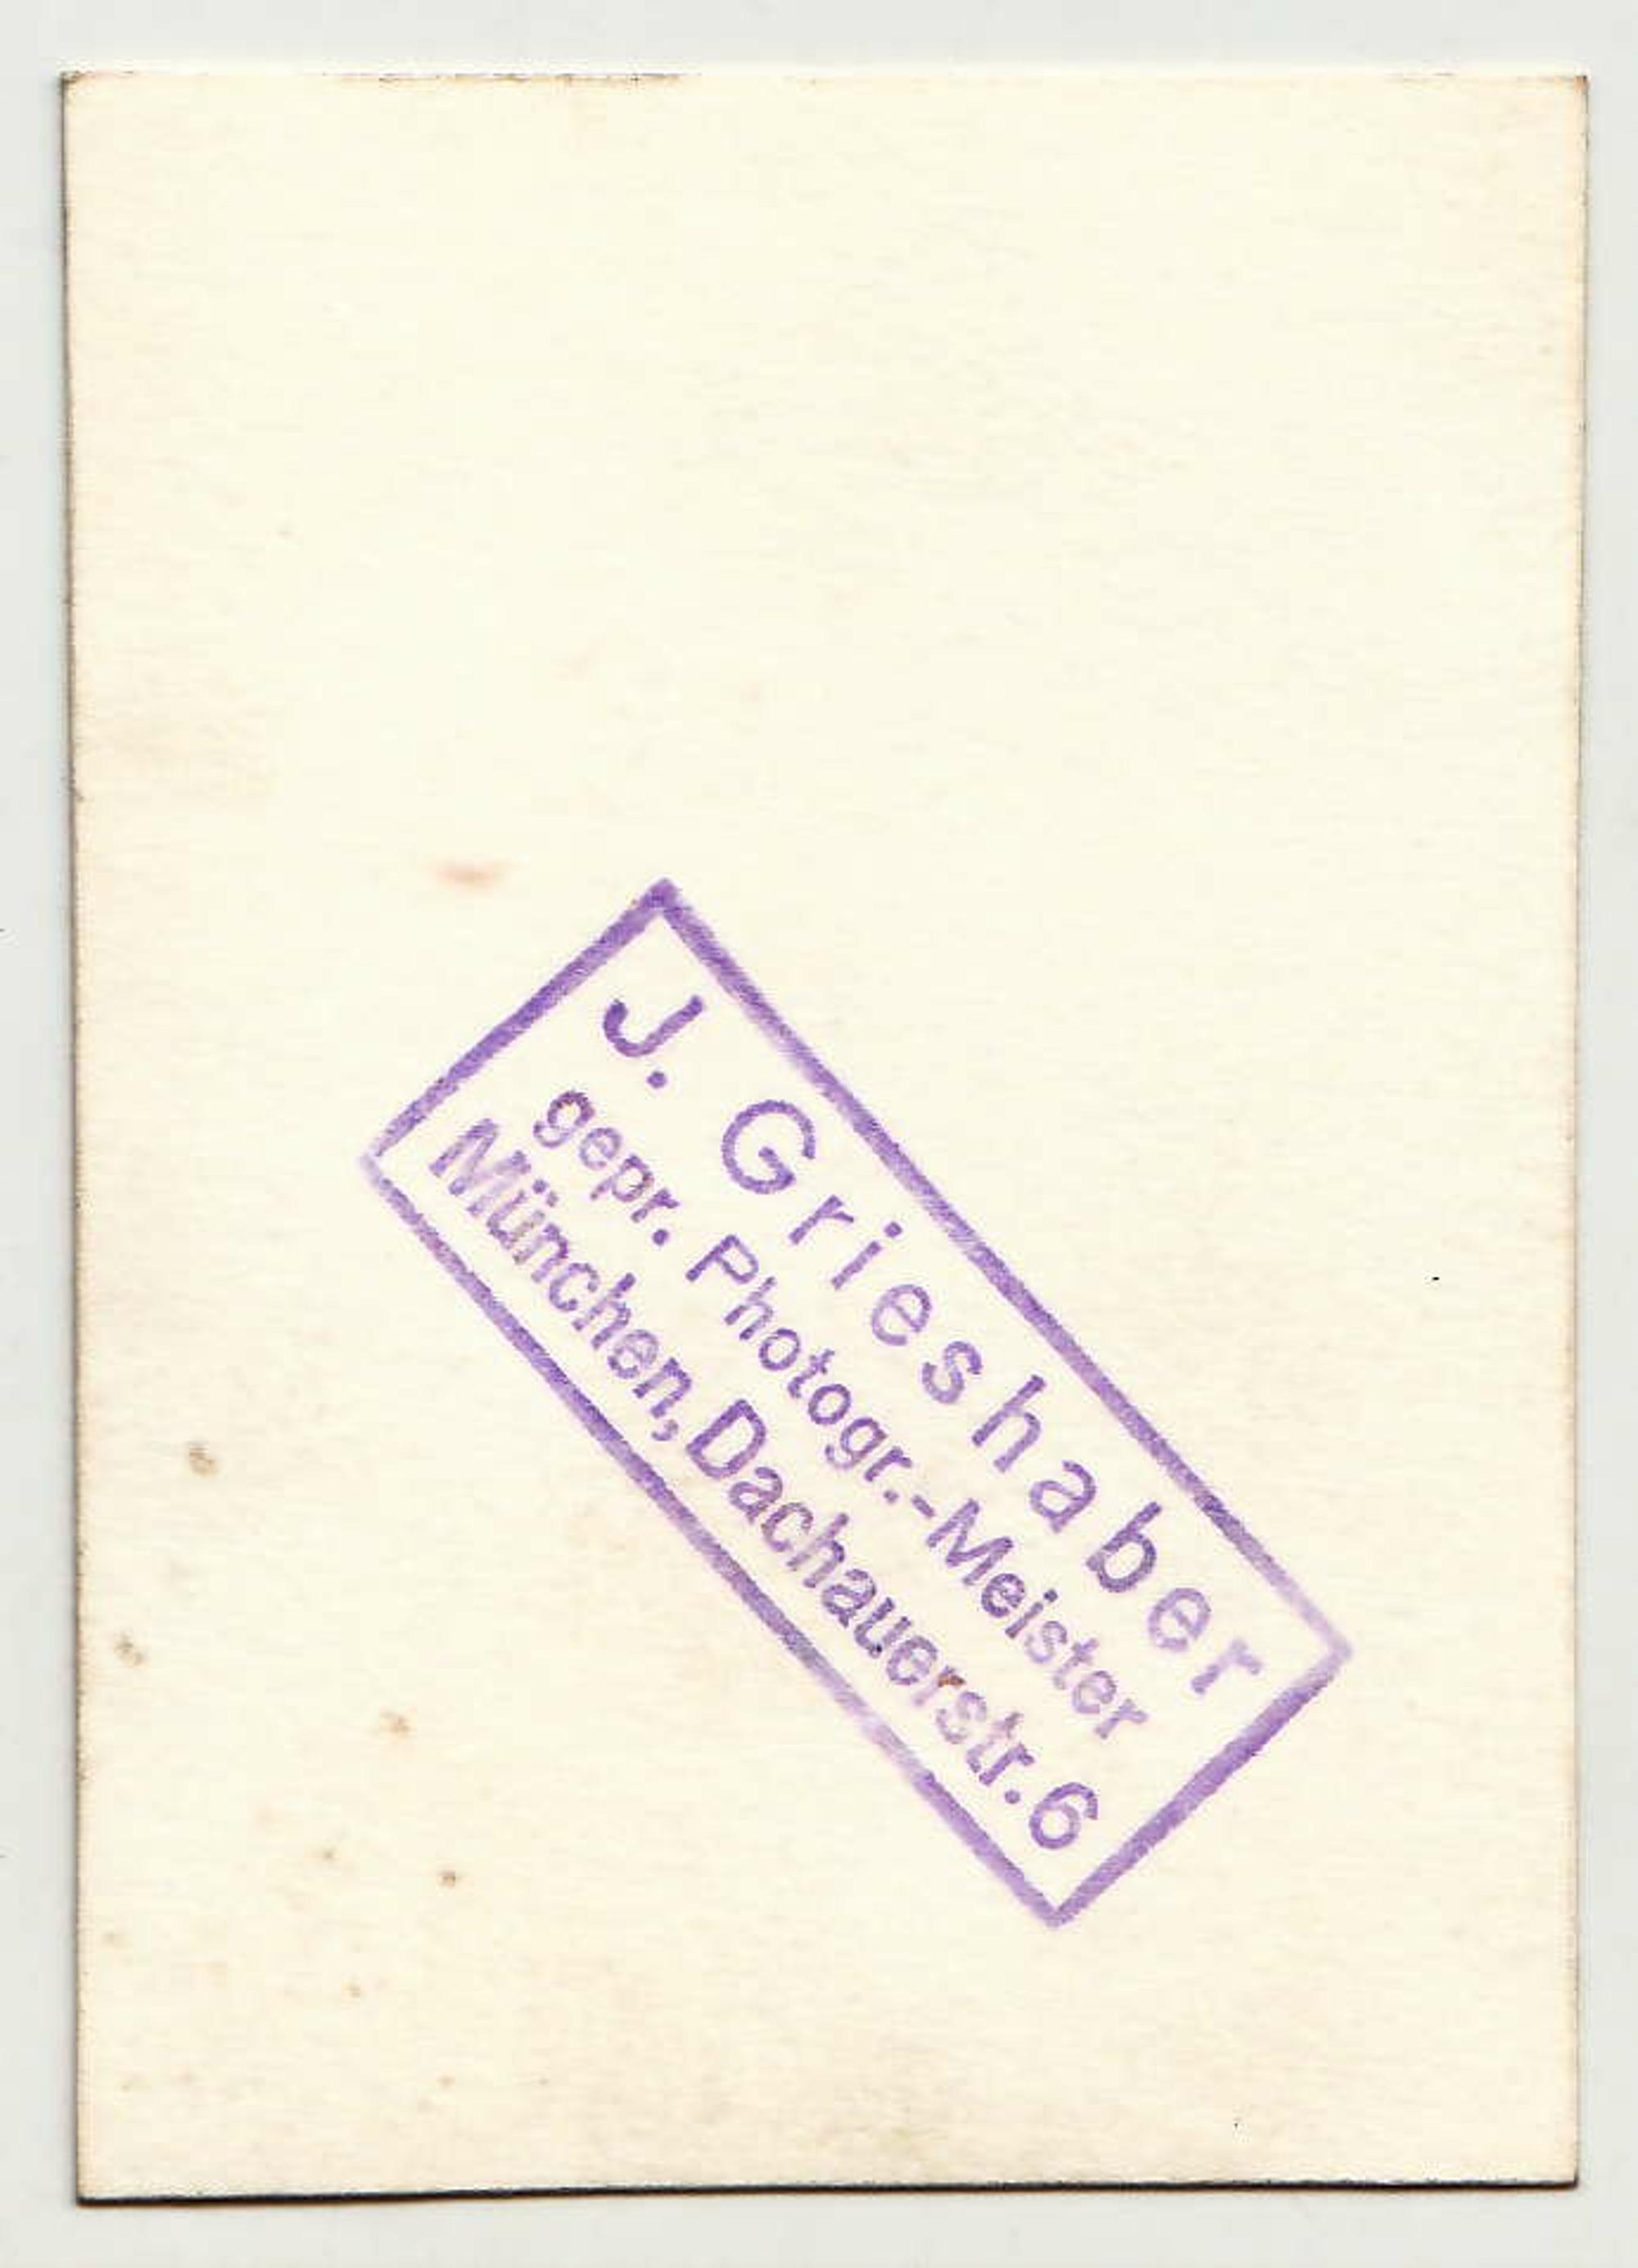 J. Grieshaber
gepr. Photogr.-Meister
München, Dachauerstr. 6